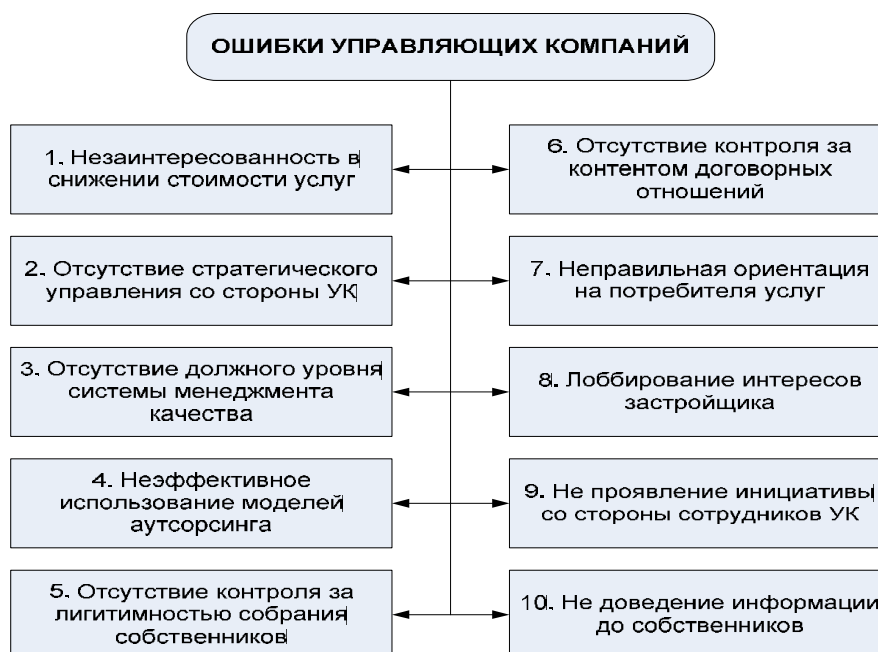 ОШИБКИ УПРАВЛЯЮЩИХ КОМПАНИЙ
1. Незаинтересованность в
снижении стоимости услуг
2. Отсутствие стратегического
управления со стороны УК
3. Отсутствие должного уровня
системы менеджмента
качества
4. Неэффективное
использование моделей
аутсорсинга
5. Отсутствие контроля за
лигитимностью собрания
собственников
6. Отсутствие контроля за
контентом договорных
отношений
7. Неправильная ориентация
на потребителя услуг
8. Лоббирование интересов
застройщика
9. Не проявление инициативы
со стороны сотрудников УК
10. Не доведение информации
до собственников